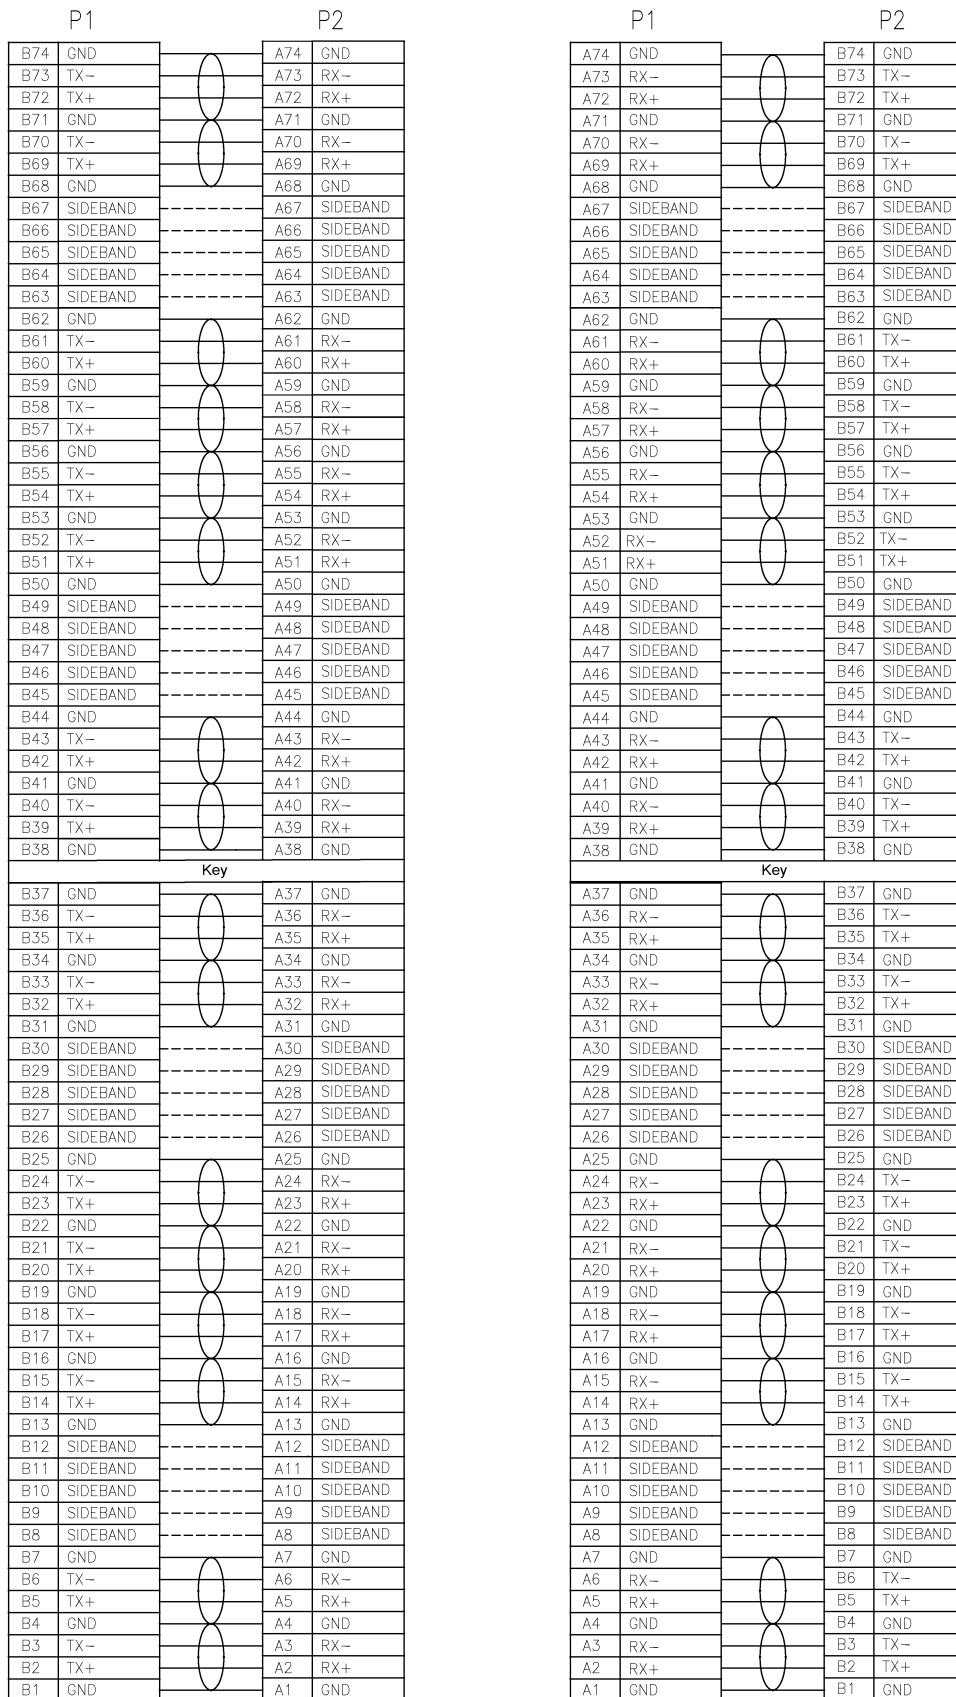 P1 P2 P1 P2
B74 GND A74 GND A74 GND B74 GND
B73 TX- A73 RX- A73 RX- B73 TX-
B72 TX+ A72 RX+ A72 RX+ B72 TX+
B71 GND A71 GND A71 GND B71 GND
B70 TX- A70 RX- A70 RX- B70 TX-
B69 TX+ A69 RX+ A69 RX+ B69 TX+
B68 GND A68 GND A68 GND B68 GND
B67 SIDEBAND A67 SIDEBAND A67 SIDEBAND B67 SIDEBAND
B66 SIDEBAND A66 SIDEBAND A66 SIDEBAND B66 SIDEBAND
B65 SIDEBAND A65 SIDEBAND A65 SIDEBAND B65 SIDEBAND
B64 SIDEBAND A64 SIDEBAND A64 SIDEBAND B64 SIDEBAND
B63 SIDEBAND A63 SIDEBAND A63 SIDEBAND B63 SIDEBAND
B62 GND A62 GND A62 GND B62 GND
B61 TX- A61 RX- A61 RX- B61 TX-
B60 TX+ A60 RX+ A60 RX+ B60 TX+
B59 GND A59 GND A59 GND B59 GND
B58 TX- A58 RX- A58 RX- B58 TX-
B57 TX+ A57 RX+ A57 RX+ B57 TX+
B56 GND A56 GND A56 GND B56 GND
B55 TX- A55 RX- A55 RX- B55 TX-
B54 TX+ A54 RX+ A54 RX+ B54 TX+
B53 GND A53 GND A53 GND B53 GND
B52 TX- A52 RX- A52 RX- B52 TX-
B51 TX+ A51 RX+ A51 RX+ B51 TX+
B50 GND A50 GND A50 GND B50 GND
B49 SIDEBAND A49 SIDEBAND A49 SIDEBAND B49 SIDEBAND
B48 SIDEBAND A48 SIDEBAND A48 SIDEBAND B48 SIDEBAND
B47 SIDEBAND A47 SIDEBAND A47 SIDEBAND B47 SIDEBAND
B46 SIDEBAND A46 SIDEBAND A46 SIDEBAND B46 SIDEBAND
B45 SIDEBAND A45 SIDEBAND A45 SIDEBAND B45 SIDEBAND
B44 GND A44 GND A44 GND B44 GND
B43 TX- A43 RX- A43 RX- B43 TX-
B42 TX+ A42 RX+ A42 RX+ B42 TX+
B41 GND A41 GND A41 GND B41 GND
B40 TX- A40 RX- A40 RX- B40 TX-
B39 TX+ A39 RX+ A39 RX+ B39 TX+
B38 GND A38 GND A38 GND B38 GND
Key Key
B37 GND A37 GND A37 GND B37 GND
B36 TX- A36 RX- A36 RX- B36 TX-
B35 TX+ A35 RX+ A35 RX+ B35 TX+
B34 GND A34 GND A34 GND B34 GND
B33 TX- A33 RX- A33 RX- B33 TX-
B32 TX+ A32 RX+ A32 RX+ B32 TX+
B31 GND A31 GND A31 GND B31 GND
B30 SIDEBAND A30 SIDEBAND A30 SIDEBAND B30 SIDEBAND
B29 SIDEBAND A29 SIDEBAND A29 SIDEBAND B29 SIDEBAND
B28 SIDEBAND A28 SIDEBAND A28 SIDEBAND B28 SIDEBAND
B27 SIDEBAND A27 SIDEBAND A27 SIDEBAND B27 SIDEBAND
B26 SIDEBAND A26 SIDEBAND A26 SIDEBAND B26 SIDEBAND
B25 GND A25 GND A25 GND B25 GND
B24 TX- A24 RX- A24 RX- B24 TX-
B23 TX+ A23 RX+ A23 RX+ B23 TX+
B22 GND A22 GND A22 GND B22 GND
B21 TX- A21 RX- A21 RX- B21 TX-
B20 TX+ A20 RX+ A20 RX+ B20 TX+
B19 GND A19 GND A19 GND B19 GND
B18 TX- A18 RX- A18 RX- B18 TX-
B17 TX+ A17 RX+ A17 RX+ B17 TX+
B16 GND A16 GND A16 GND B16 GND
B15 TX- A15 RX- A15 RX- B15 TX-
B14 TX+ A14 RX+ A14 RX+ B14 TX+
B13 GND A13 GND A13 GND B13 GND
B12 SIDEBAND A12 SIDEBAND A12 SIDEBAND B12 SIDEBAND
B11 SIDEBAND A11 SIDEBAND A11 SIDEBAND B11 SIDEBAND
B10 SIDEBAND A10 SIDEBAND A10 SIDEBAND B10 SIDEBAND
B9 SIDEBAND A9 SIDEBAND A9 SIDEBAND B9 SIDEBAND
B8 SIDEBAND A8 SIDEBAND A8 SIDEBAND B8 SIDEBAND
B7 GND A7 GND A7 GND B7 GND
B6 TX- A6 RX- A6 RX- B6 TX-
B5 TX+ A5 RX+ A5 RX+ B5 TX+
B4 GND A4 GND A4 GND B4 GND
B3 TX- A3 RX- A3 RX- B3 TX-
B2 TX+ A2 RX+ A2 RX+ B2 TX+
B1 GND A1 GND A1 GND B1 GND